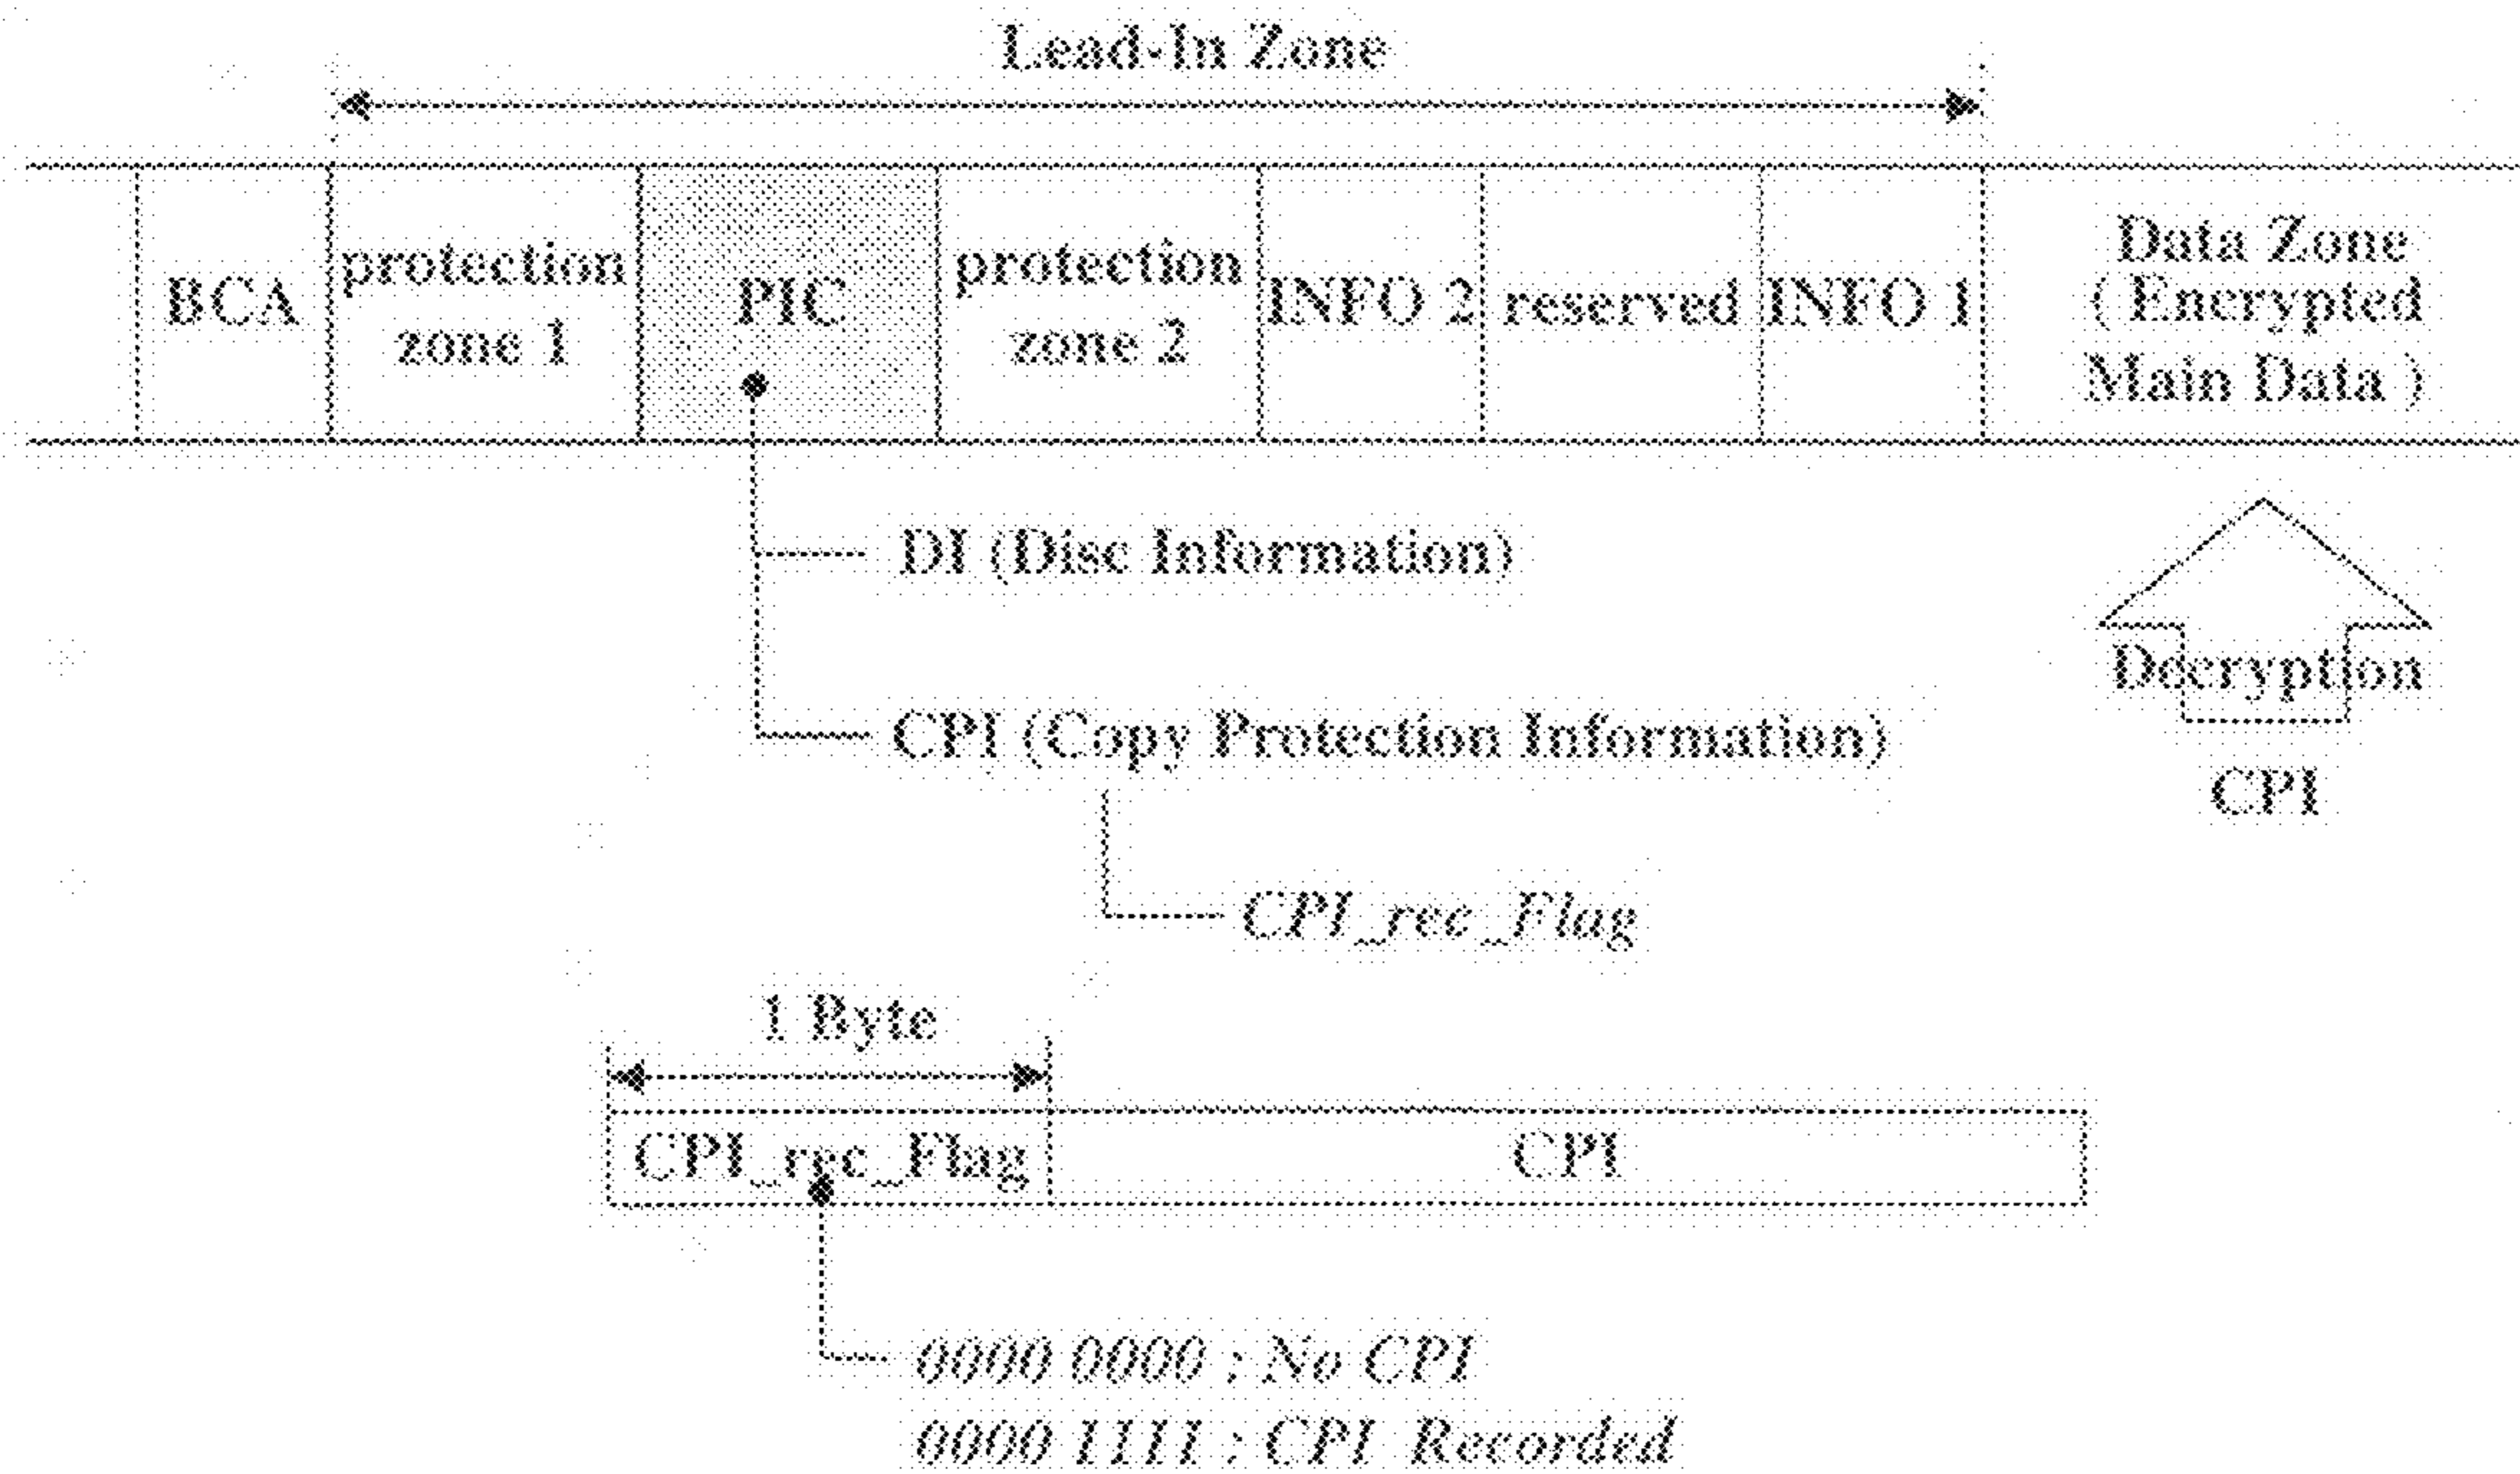 Lead-In Zone
BCA
protection
zone 1
PIC
protection
zone 2
INFO 2
reserved
INFO 1
Data Zone
( Encrypted
Main Data )
DI (Disc Information)
Decryption
CPI (Copy Protection Information)
CPI
CPI_rec_Flag
1 Byte
CPI_rec_Flag
CPI
0000 0000 ; No CPI
0000 1111 : CPI Recorded